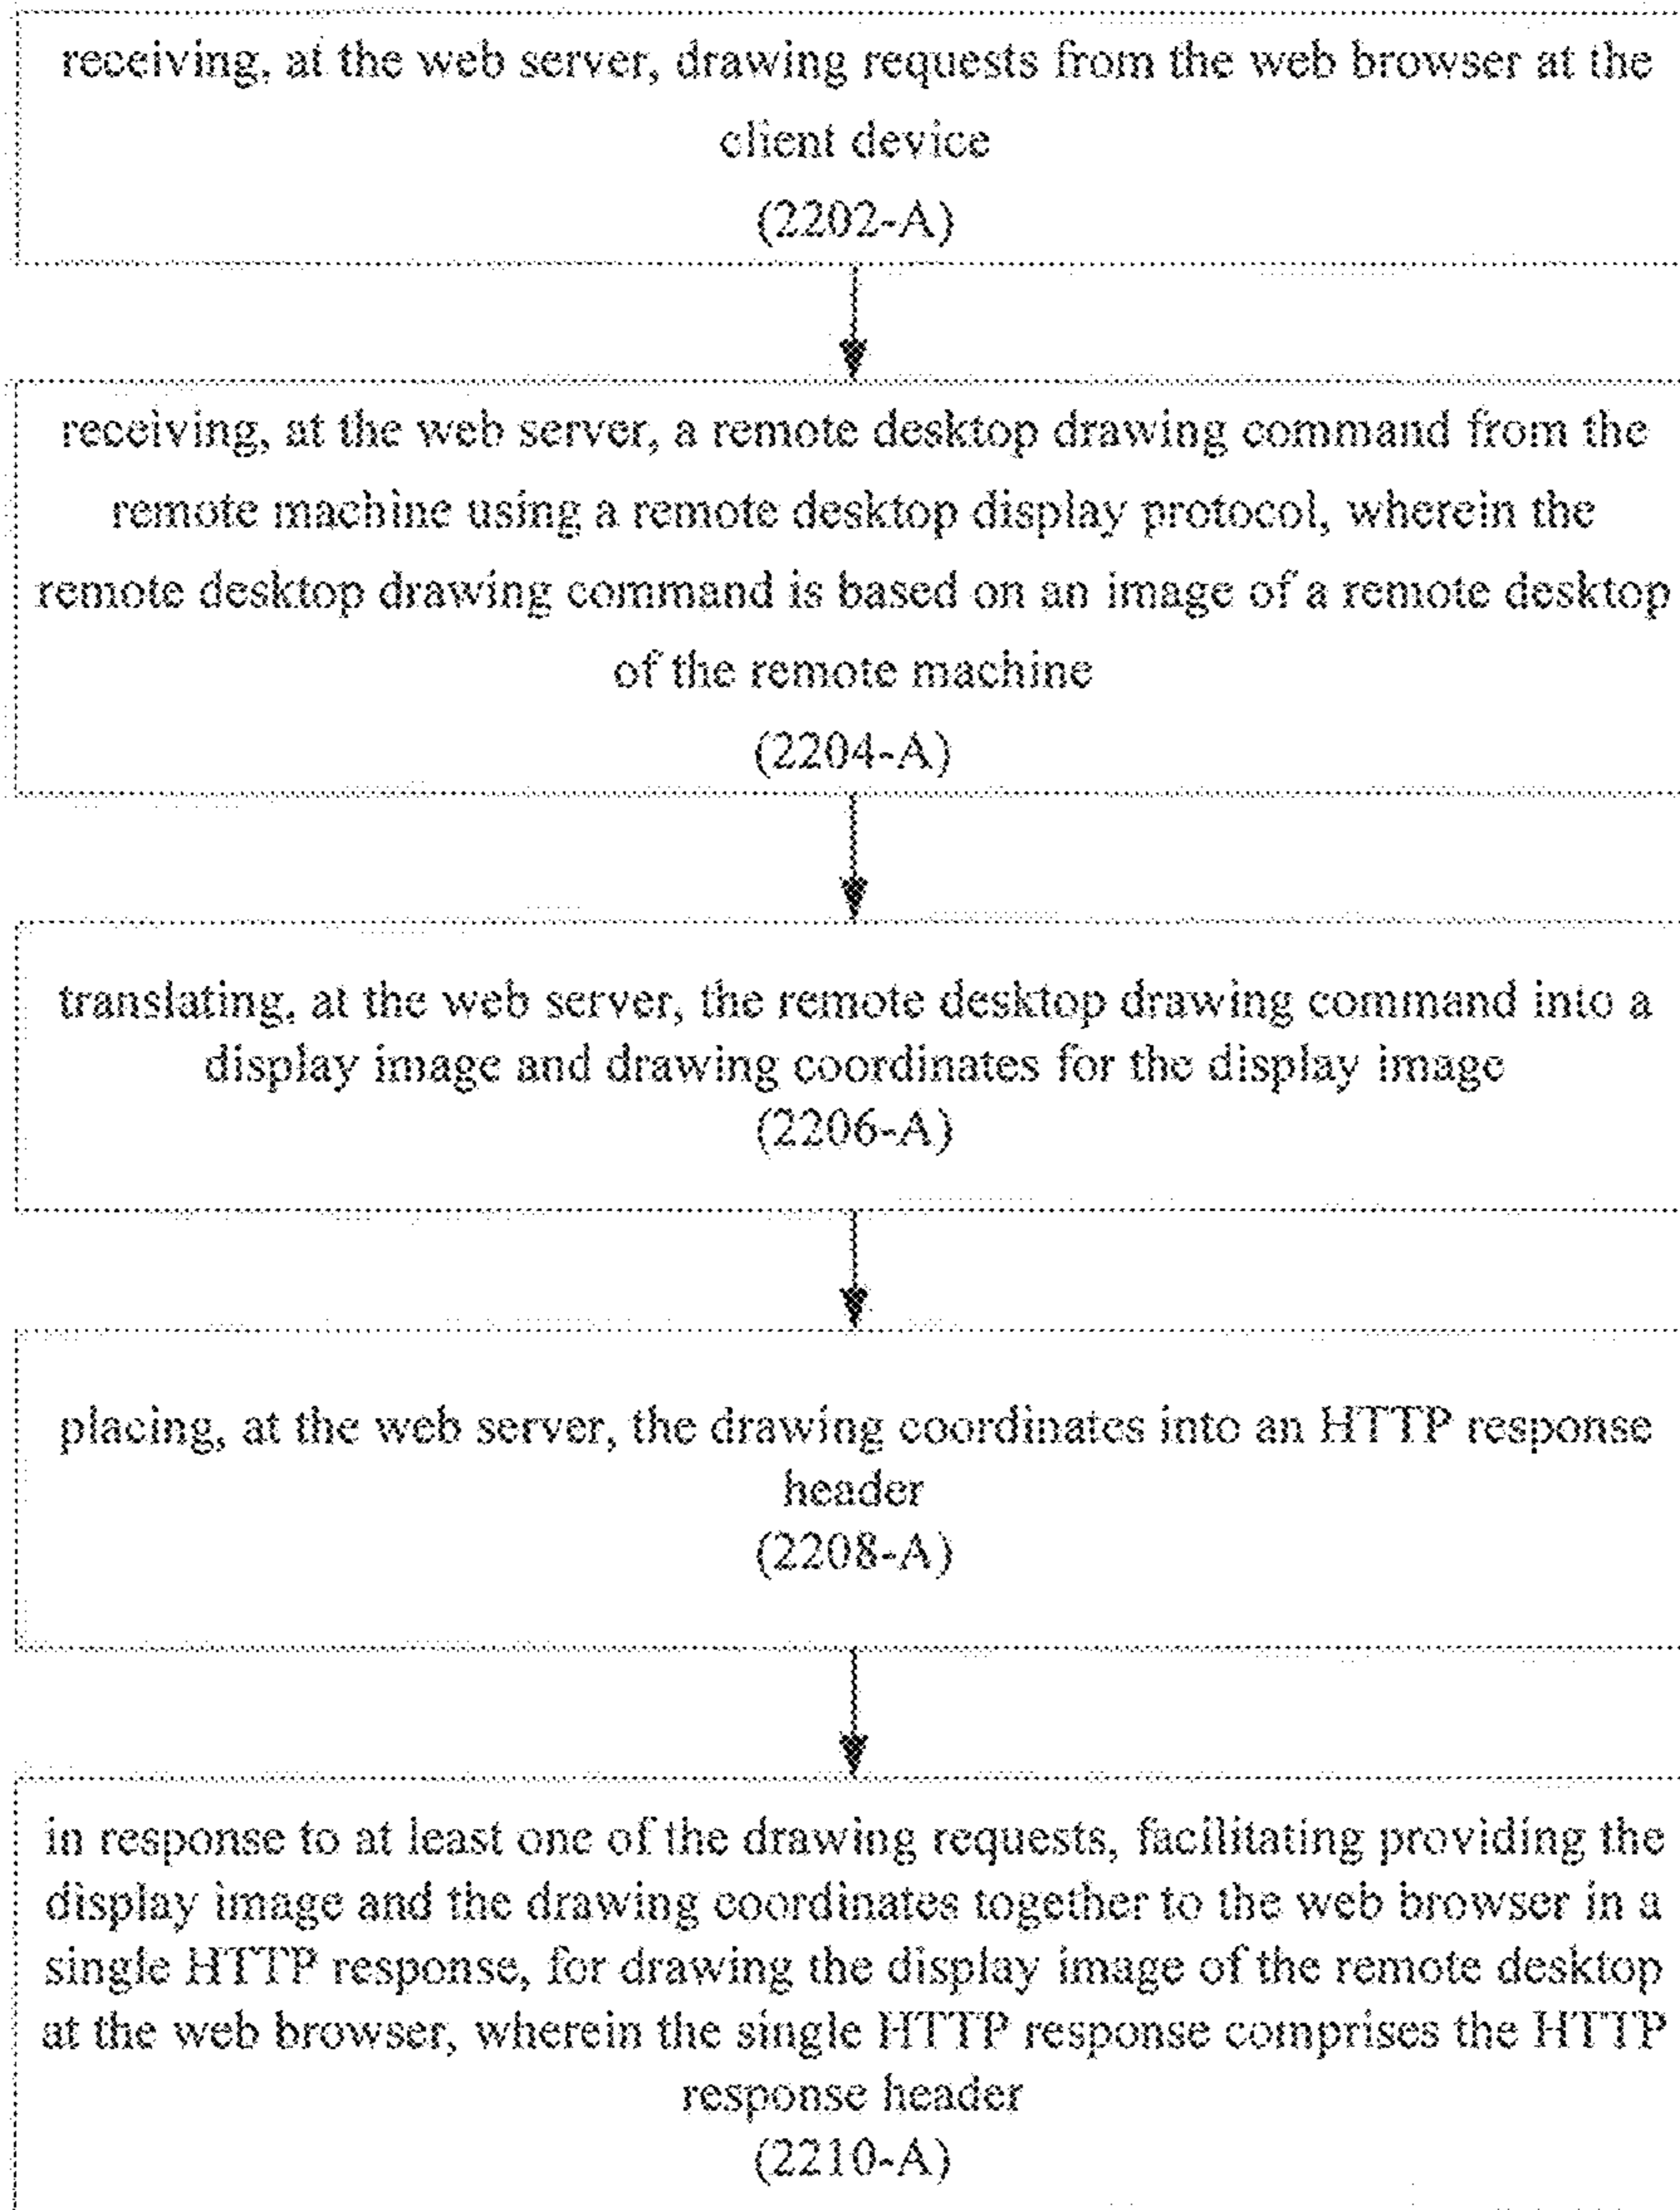 receiving, at the web server, drawing requests from the web browser at the
client device
(2202-A)
receiving, at the web server, a remote desktop drawing command from the
remote machine using a remote desktop display protocol, wherein the
remote desktop drawing command is based on an image of a remote desktop
of the remote machine
(2204-A)
translating, at the web server, the remote desktop drawing command into a
display image and drawing coordinates for the display image
(2206-A)
placing, at the web server, the drawing coordinates into an HTTP response
header
(2208-A)
in response to at least one of the drawing requests, facilitating providing the
display image and the drawing coordinates together to the web browser in a
single HTTP response, for drawing the display image of the remote desktop
at the web browser, wherein the single HTTP response comprises the HTTP
response header
(2210-A)